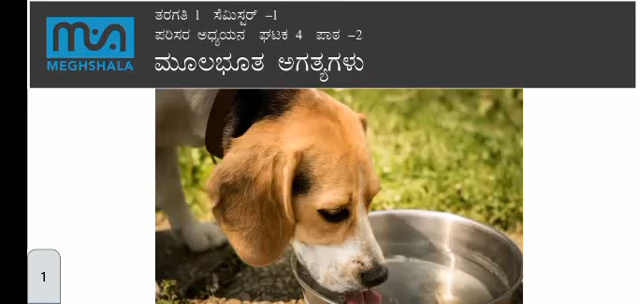 ತರಗತಿ 1 ಸೆಮಿಸ್ಟರ್ -1
ಪರಿಸರ ಅಧ್ಯಯನ ಘಟಕ 4 ಪಾಠ -2
ಮೂಲಭೂತ ಅಗತ್ಯಗಳು
MEGHSHALA
1